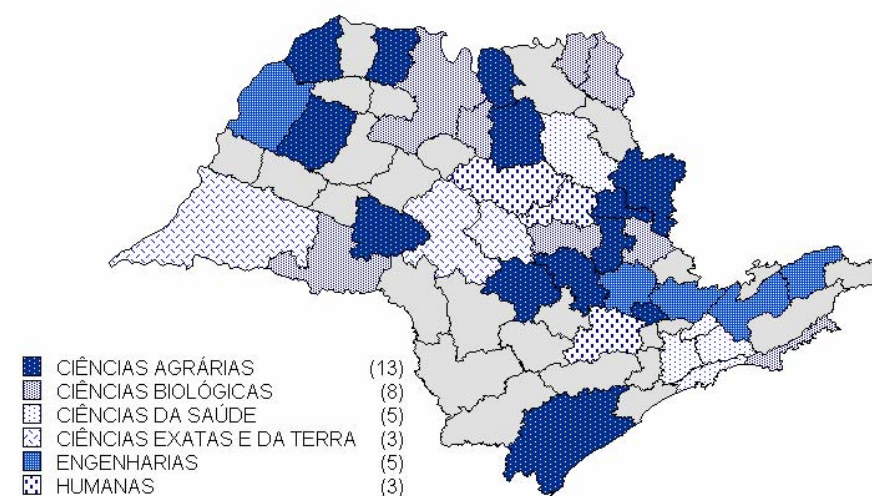 CIÊNCIAS AGRÁRIAS (13)
CIÊNCIAS BIOLÓGICAS (8)
CIÊNCIAS DA SAÚDE (5)
CIÊNCIAS EXATAS E DA TERRA (3)
ENGENHARIAS (5)
HUMANAS (3)